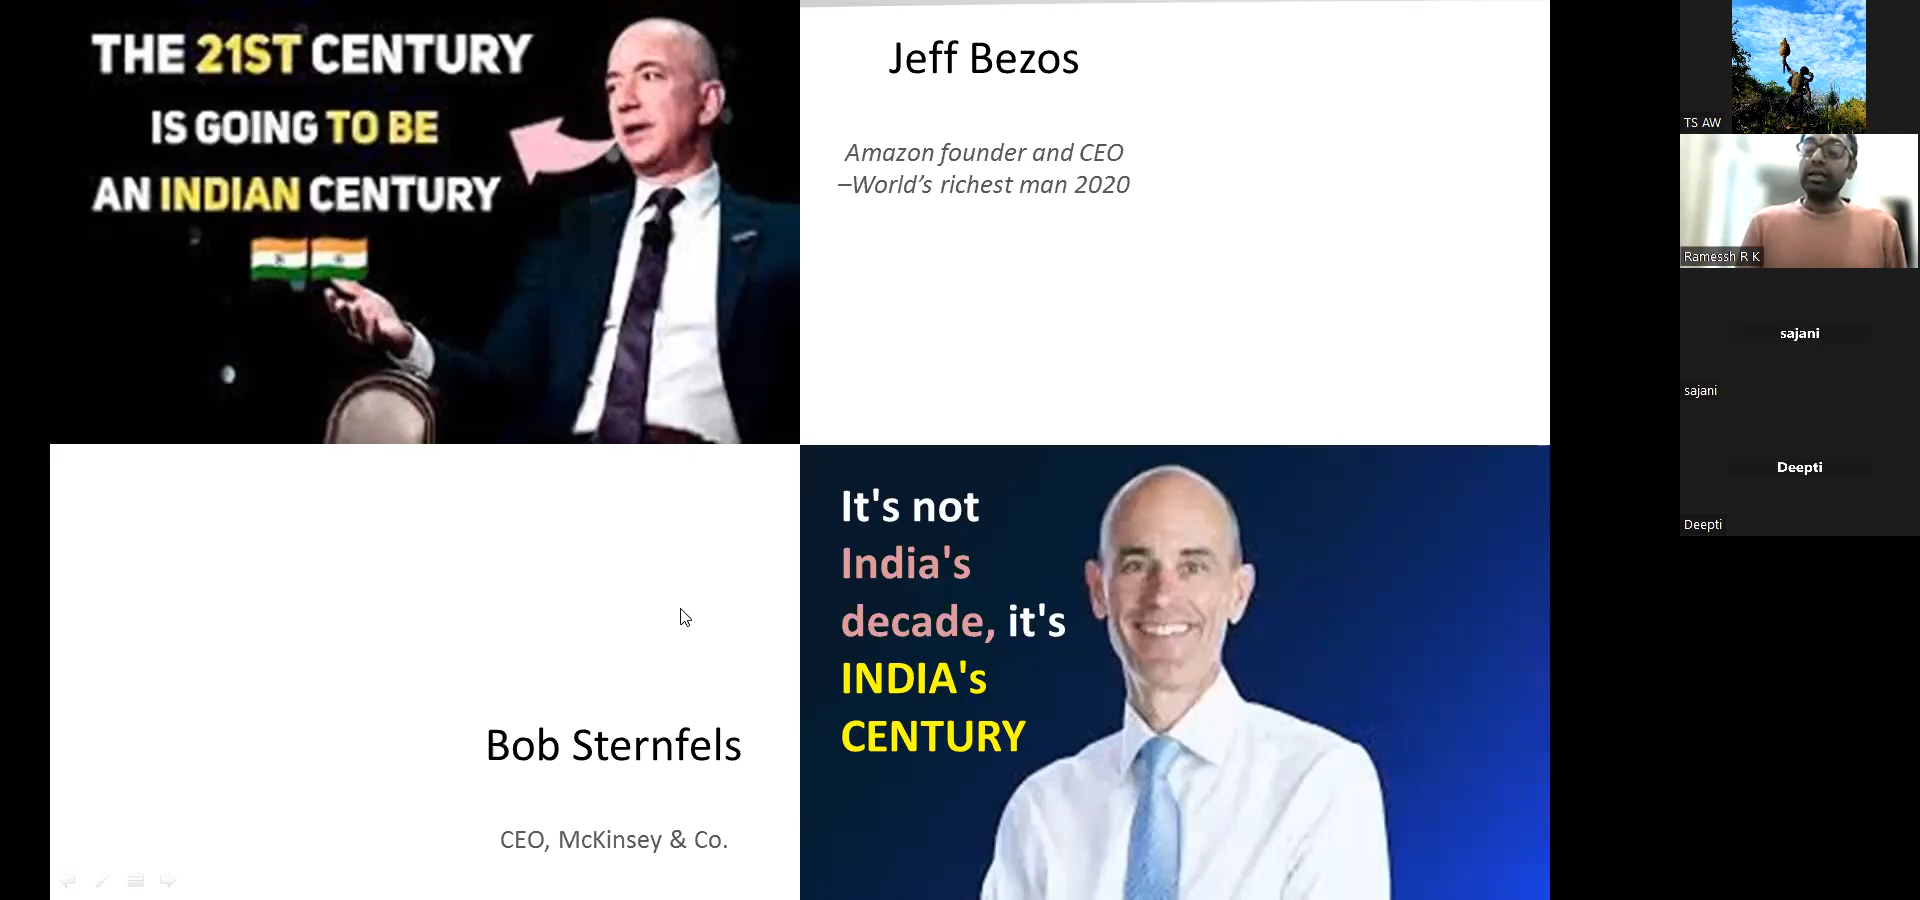 THE 21ST CENTURY
IS GOING TO BE
AN INDIAN CENTURY
Jeff Bezos
Amazon founder and CEO
–World’s richest man 2020
Bob Sternfels
CEO, McKinsey & Co.
It's not
India's
decade, it's
INDIA's
CENTURY
TS AW
Ramessh R K
sajani
sajani
Deepti
Deepti